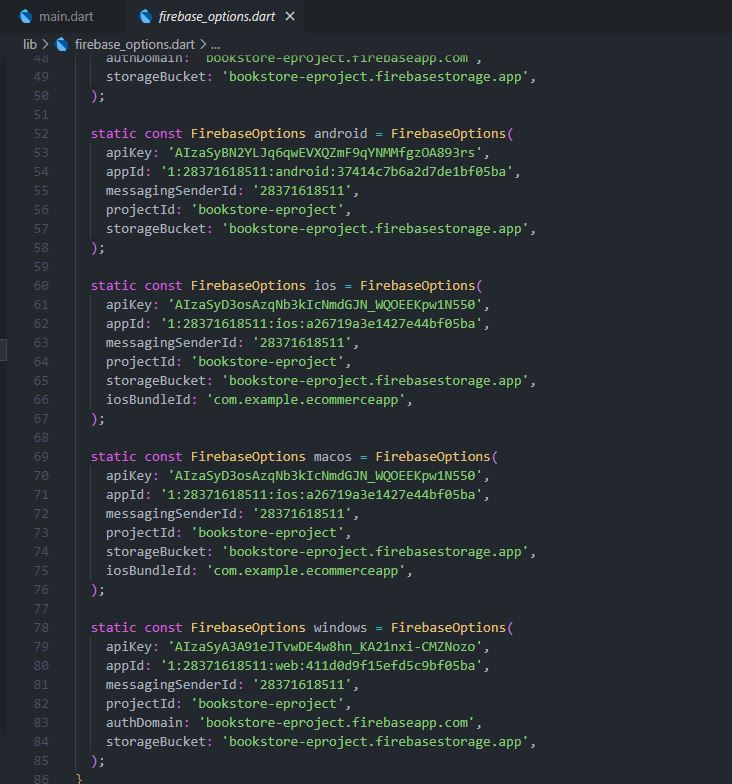 main.dart
firebase_options.dart ×
lib > firebase_options.dart > ...
48 authDomain: 'bookstore-eproject.firebaseapp.com',
49 storageBucket: 'bookstore-eproject.firebasestorage.app',
50 );
51
52 static const FirebaseOptions android = FirebaseOptions(
53 apiKey: 'AIzaSyBN2YLJq6qwEVXQZmF9qYNMMfgzOA893rs',
54 appId: '1:28371618511:android:37414c7b6a2d7de1bf05ba',
55 messagingSenderId: '28371618511',
56 projectId: 'bookstore-eproject',
57 storageBucket: 'bookstore-eproject.firebasestorage.app',
58 );
59
60 static const FirebaseOptions ios = FirebaseOptions(
61 apiKey: 'AIzaSyD3osAzqNb3kIcNmdGJN_WQOEEKpw1N550',
62 appId: '1:28371618511:ios:a26719a3e1427e44bf05ba',
63 messagingSenderId: '28371618511',
64 projectId: 'bookstore-eproject',
65 storageBucket: 'bookstore-eproject.firebasestorage.app',
66 iosBundleId: 'com.example.ecommerceapp',
67 );
68
69 static const FirebaseOptions macos = FirebaseOptions(
70 apiKey: 'AIzaSyD3osAzqNb3kIcNmdGJN_WQOEEKpw1N550',
71 appId: '1:28371618511:ios:a26719a3e1427e44bf05ba',
72 messagingSenderId: '28371618511',
73 projectId: 'bookstore-eproject',
74 storageBucket: 'bookstore-eproject.firebasestorage.app',
75 iosBundleId: 'com.example.ecommerceapp',
76 );
77
78 static const FirebaseOptions windows = FirebaseOptions(
79 apiKey: 'AIzaSyA3A91eJTvwDE4w8hn_KA21nxi-CMZNozo',
80 appId: '1:28371618511:web:411d0d9f15efd5c9bf05ba',
81 messagingSenderId: '28371618511',
82 projectId: 'bookstore-eproject',
83 authDomain: 'bookstore-eproject.firebaseapp.com',
84 storageBucket: 'bookstore-eproject.firebasestorage.app',
85 );
86 }